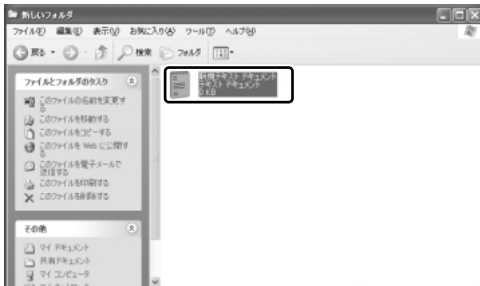 新しいフォルダ
ファイル(F) 編集(E) 表示(V) お気に入り(A) ツール(T) ヘルプ(H)
戻る 検索 フォルダ
ファイルとフォルダのタスク
このファイルの名前を変更する
このファイルを移動する
このファイルをコピーする
このファイルを Web に公開する
このファイルを電子メールで
送信する
このファイルを印刷する
このファイルを削除する
新規テキスト ドキュメント
テキスト ドキュメント
0 KB
その他
マイ ドキュメント
共有ドキュメント
マイ コンピュータ